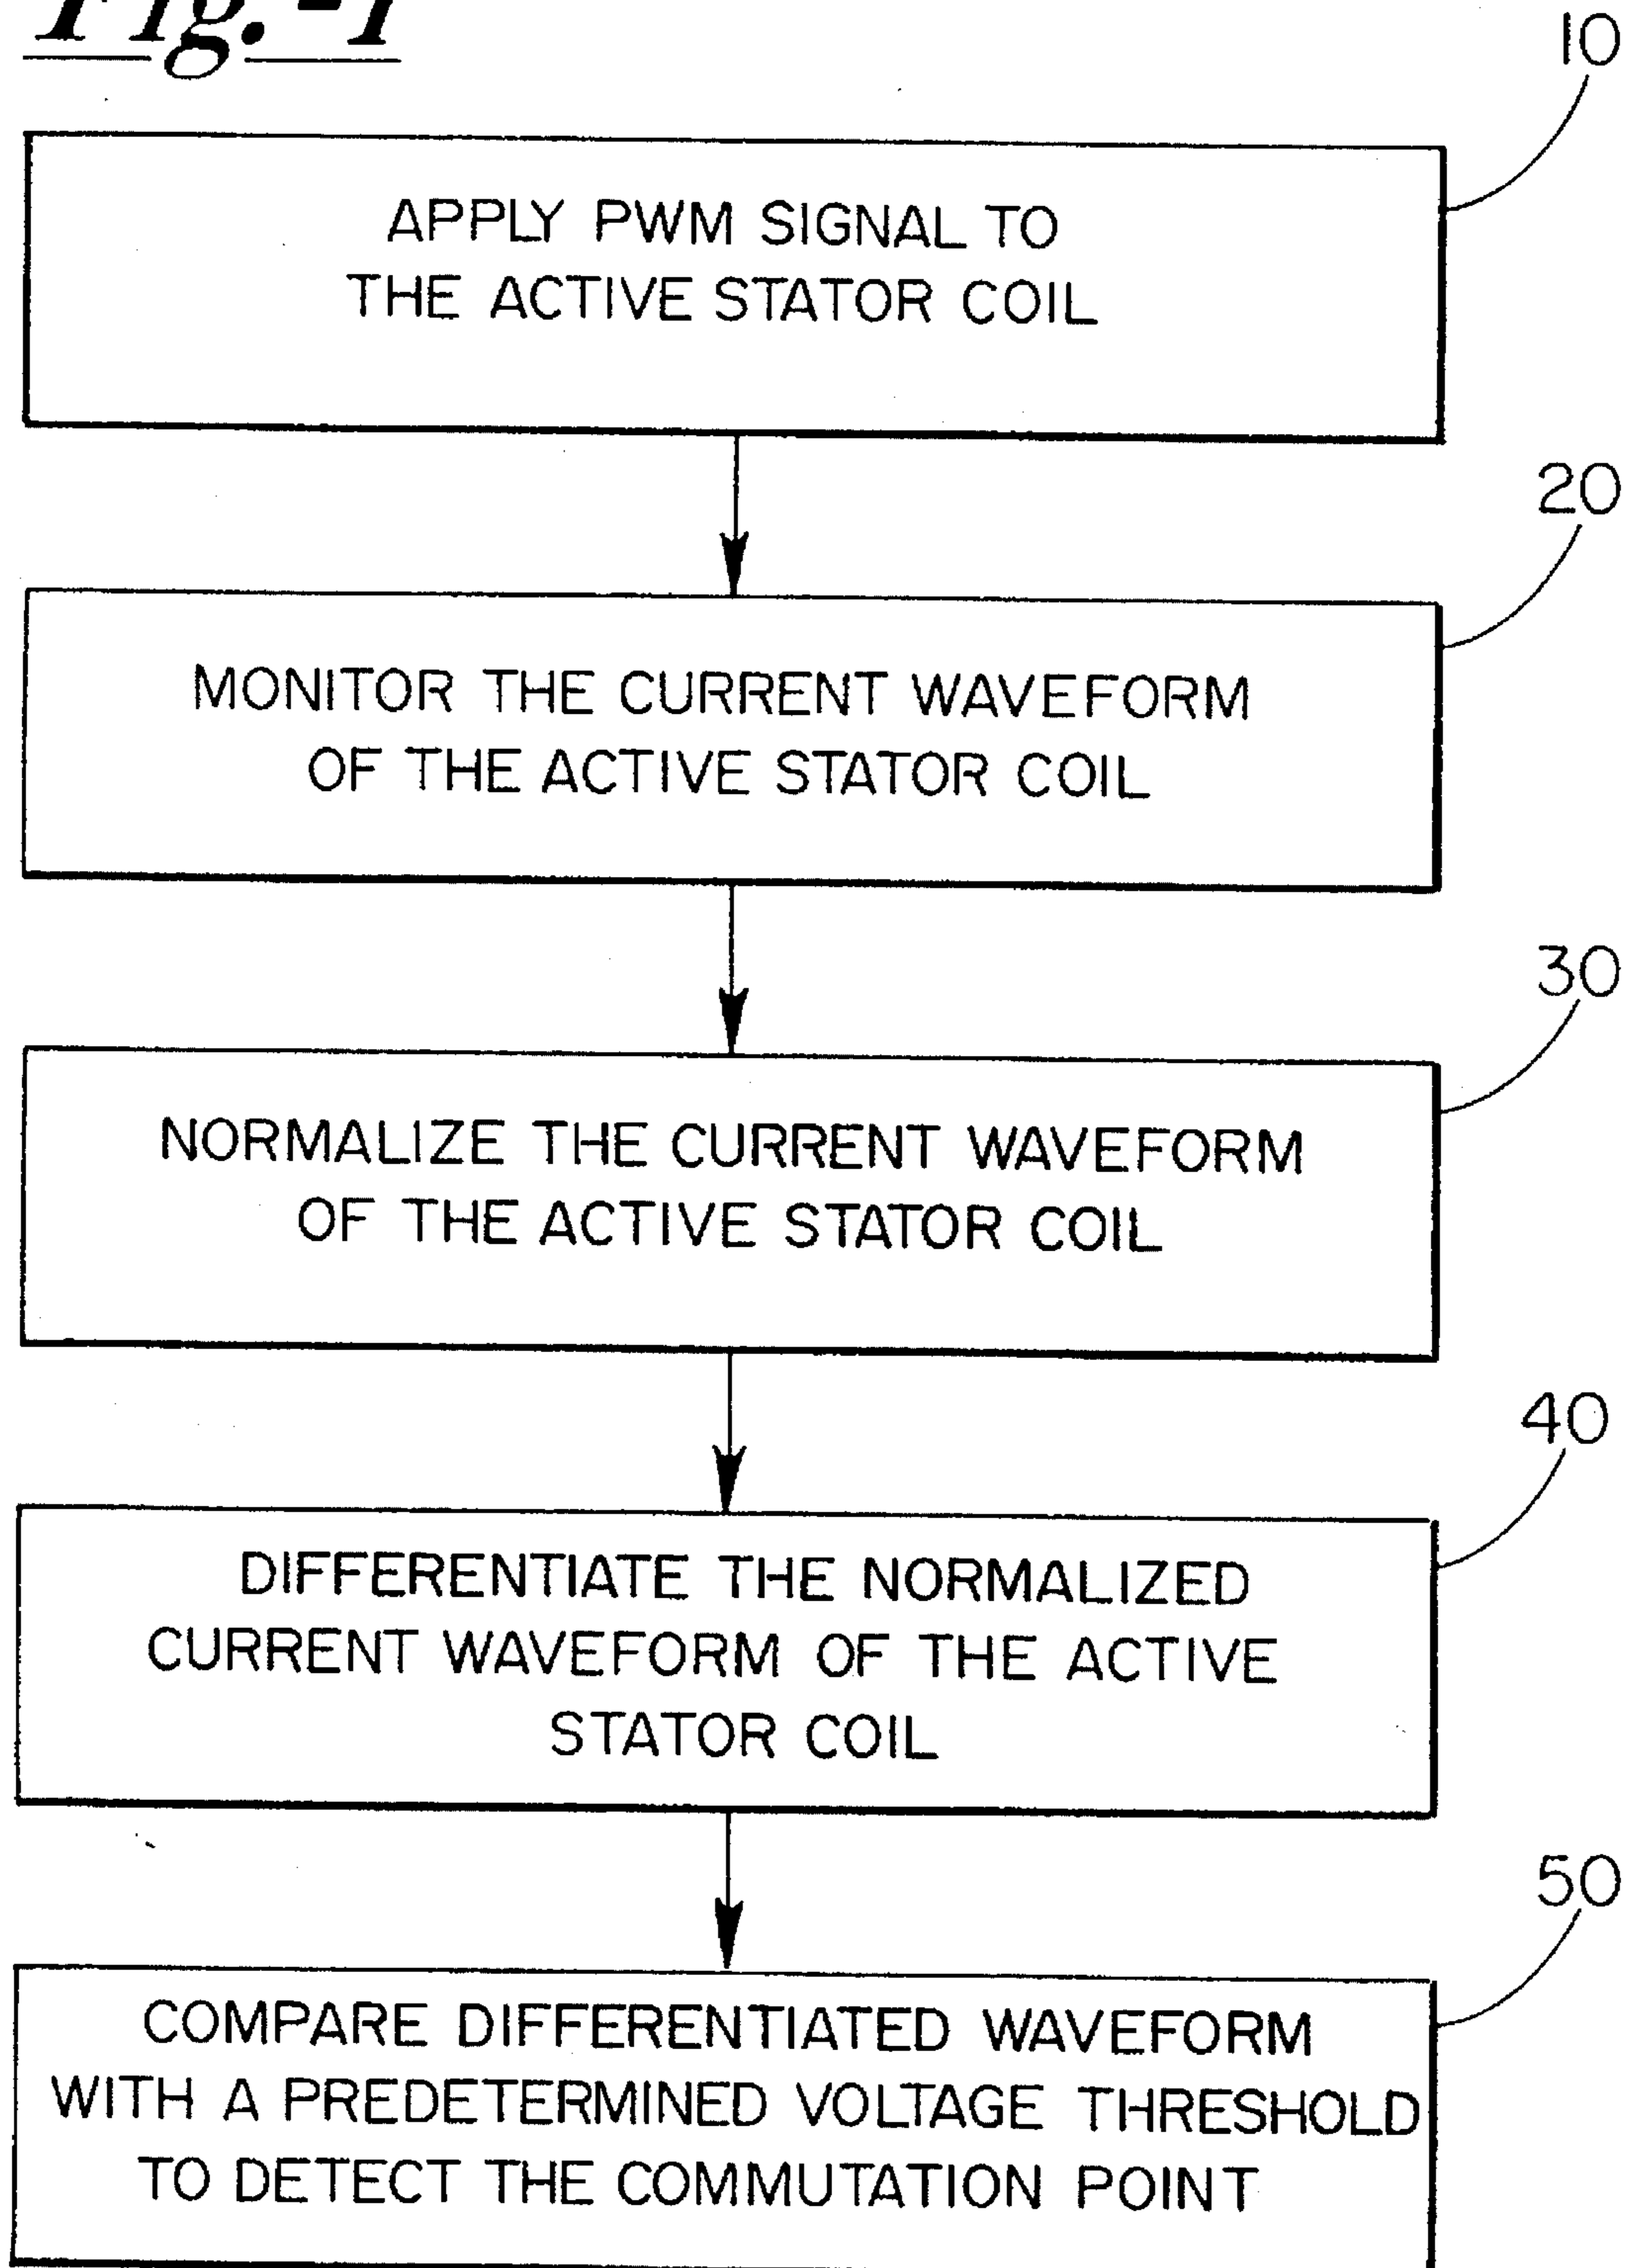 Fig.-1
10
APPLY PWM SIGNAL TO
THE ACTIVE STATOR COIL
20
MONITOR THE CURRENT WAVEFORM
OF THE ACTIVE STATOR COIL
30
NORMALIZE THE CURRENT WAVEFORM
OF THE ACTIVE STATOR COIL
40
DIFFERENTIATE THE NORMALIZED
CURRENT WAVEFORM OF THE ACTIVE
STATOR COIL
50
COMPARE DIFFERENTIATED WAVEFORM
WITH A PREDETERMINED VOLTAGE THRESHOLD
TO DETECT THE COMMUTATION POINT